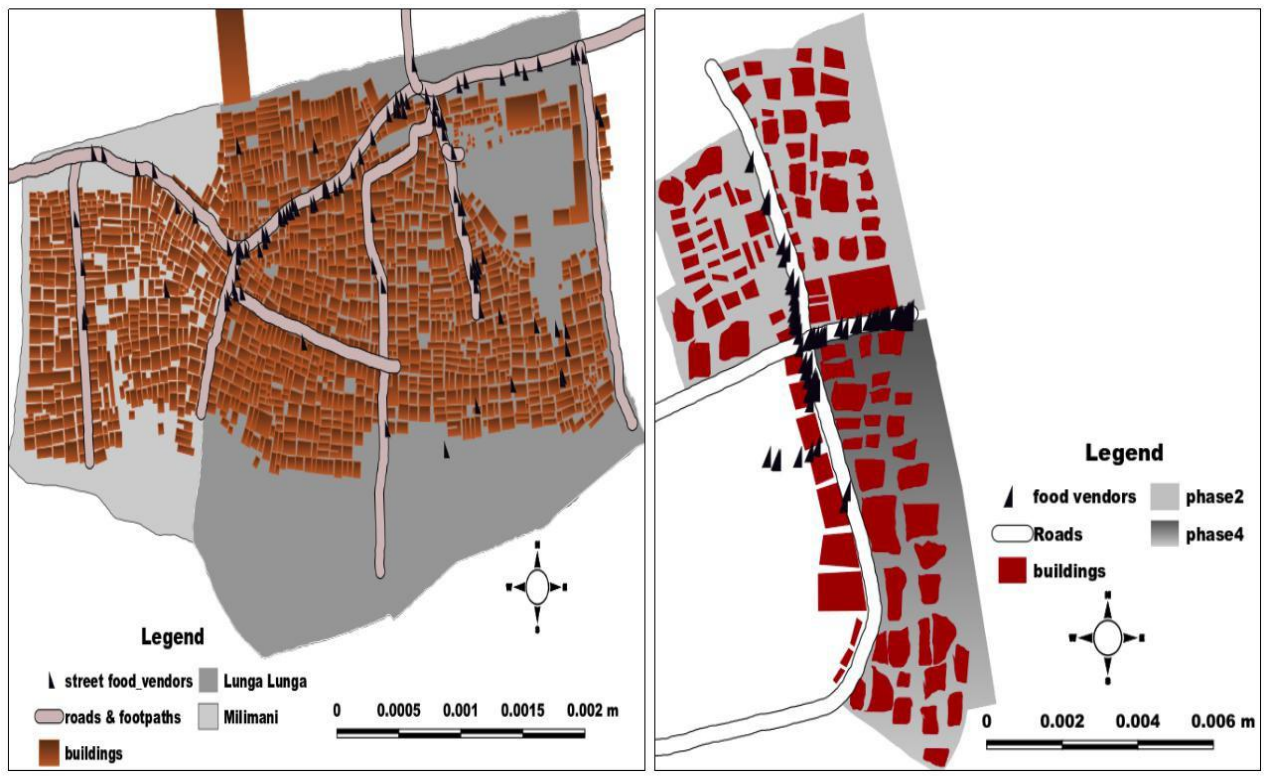 Legend
street food_vendors
Lunga Lunga
roads & footpaths
Milimani
buildings
0 0.0005 0.001 0.0015 0.002 m
Legend
food vendors
phase2
Roads
phase4
buildings
0 0.002 0.004 0.006 m